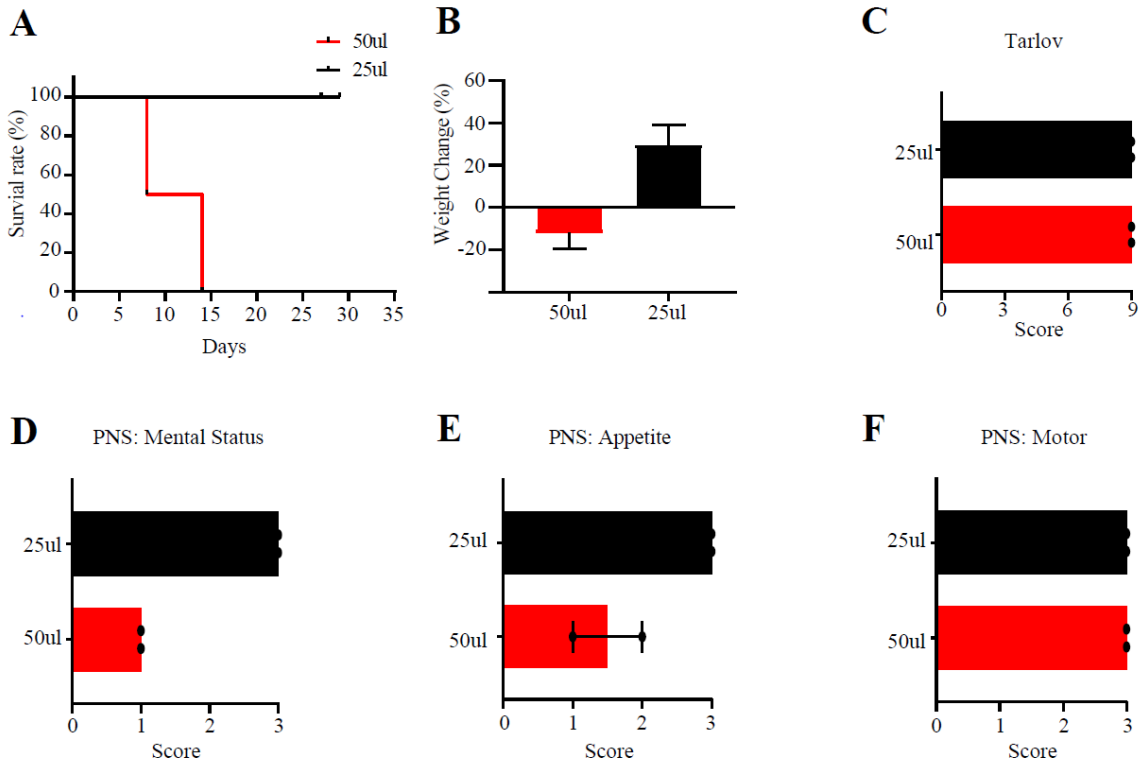 A
50ul
25ul
Survial rate (%)
100
80
60
40
20
0
0 5 10 15 20 25 30 35
Days
B
Weight Change (%)
60
40
20
0
-20
50ul 25ul
C
Tarlov
25ul
50ul
0 3 6 9
Score
D
PNS: Mental Status
25ul
50ul
0 1 2 3
Score
E
PNS: Appetite
25ul
50ul
0 1 2 3
Score
F
PNS: Motor
25ul
50ul
0 1 2 3
Score